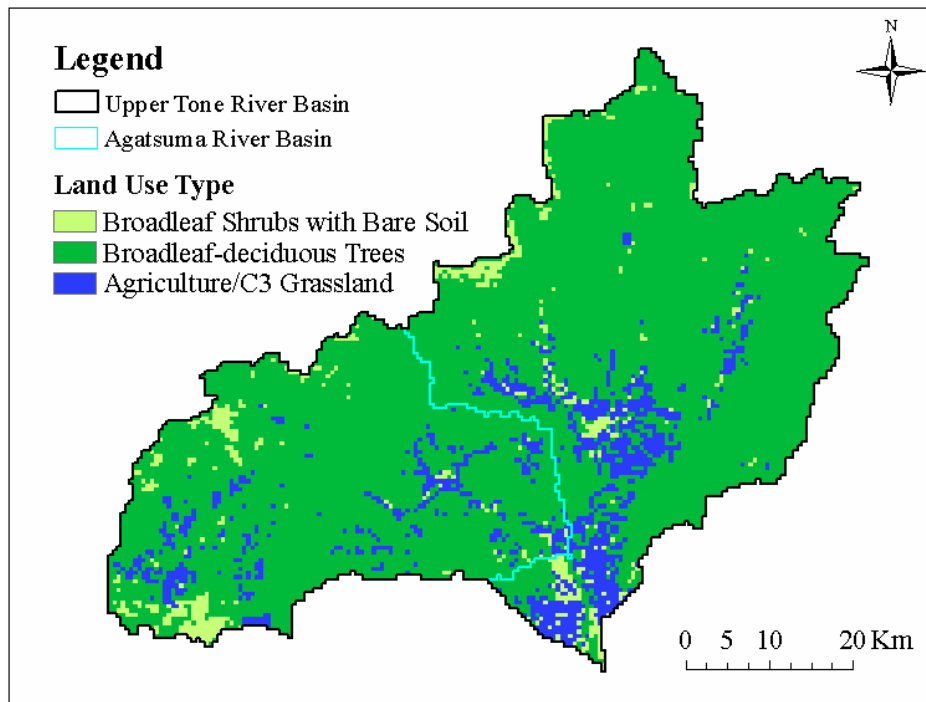 N
Legend
Upper Tone River Basin
Agatsuma River Basin
Land Use Type
Broadleaf Shrubs with Bare Soil
Broadleaf-deciduous Trees
Agriculture/C3 Grassland
0 5 10 20 Km